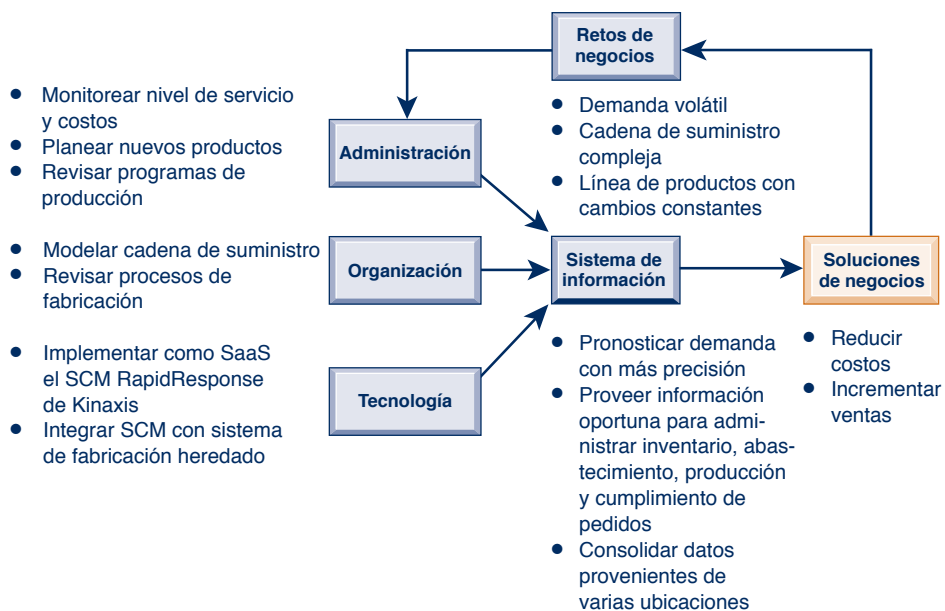 Retos de
negocios
● Demanda volátil
● Cadena de suministro
compleja
● Línea de productos con
cambios constantes
● Monitorear nivel de servicio
y costos
● Planear nuevos productos
● Revisar programas de
producción
Administración
● Modelar cadena de suministro
● Revisar procesos de
fabricación
Organización
Sistema de
información
Soluciones
de negocios
● Implementar como SaaS
el SCM RapidResponse
de Kinaxis
● Integrar SCM con sistema
de fabricación heredado
Tecnología
● Pronosticar demanda
con más precisión
● Proveer información
oportuna para admi-
nistrar inventario, abas-
tecimiento, producción
y cumplimiento de
pedidos
● Consolidar datos
provenientes de
varias ubicaciones
● Reducir
costos
● Incrementar
ventas